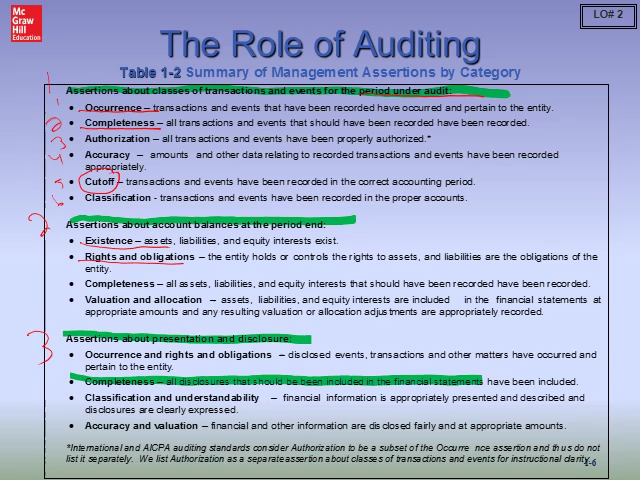 Mc
Graw
Hill
Education
LO# 2
The Role of Auditing
Table 1-2 Summary of Management Assertions by Category
1
Assertions about classes of transactions and events for the period under audit:
• Occurrence – transactions and events that have been recorded have occurred and pertain to the entity.
2
• Completeness – all transactions and events that should have been recorded have been recorded.
3
• Authorization – all transactions and events have been properly authorized.*
4
• Accuracy – amounts and other data relating to recorded transactions and events have been recorded
appropriately.
5
• Cutoff – transactions and events have been recorded in the correct accounting period.
6
• Classification - transactions and events have been recorded in the proper accounts.
2
Assertions about account balances at the period end:
• Existence – assets, liabilities, and equity interests exist.
• Rights and obligations – the entity holds or controls the rights to assets, and liabilities are the obligations of the
entity.
• Completeness – all assets, liabilities, and equity interests that should have been recorded have been recorded.
• Valuation and allocation – assets, liabilities, and equity interests are included in the financial statements at
appropriate amounts and any resulting valuation or allocation adjustments are appropriately recorded.
3
Assertions about presentation and disclosure:
• Occurrence and rights and obligations – disclosed events, transactions and other matters have occurred and
pertain to the entity.
• Completeness – all disclosures that should be been included in the financial statements have been included.
• Classification and understandability – financial information is appropriately presented and described and
disclosures are clearly expressed.
• Accuracy and valuation – financial and other information are disclosed fairly and at appropriate amounts.
*International and AICPA auditing standards consider Authorization to be a subset of the Occurre nce assertion and thus do not
list it separately. We list Authorization as a separate assertion about classes of transactions and events for instructional clarity.
1-6